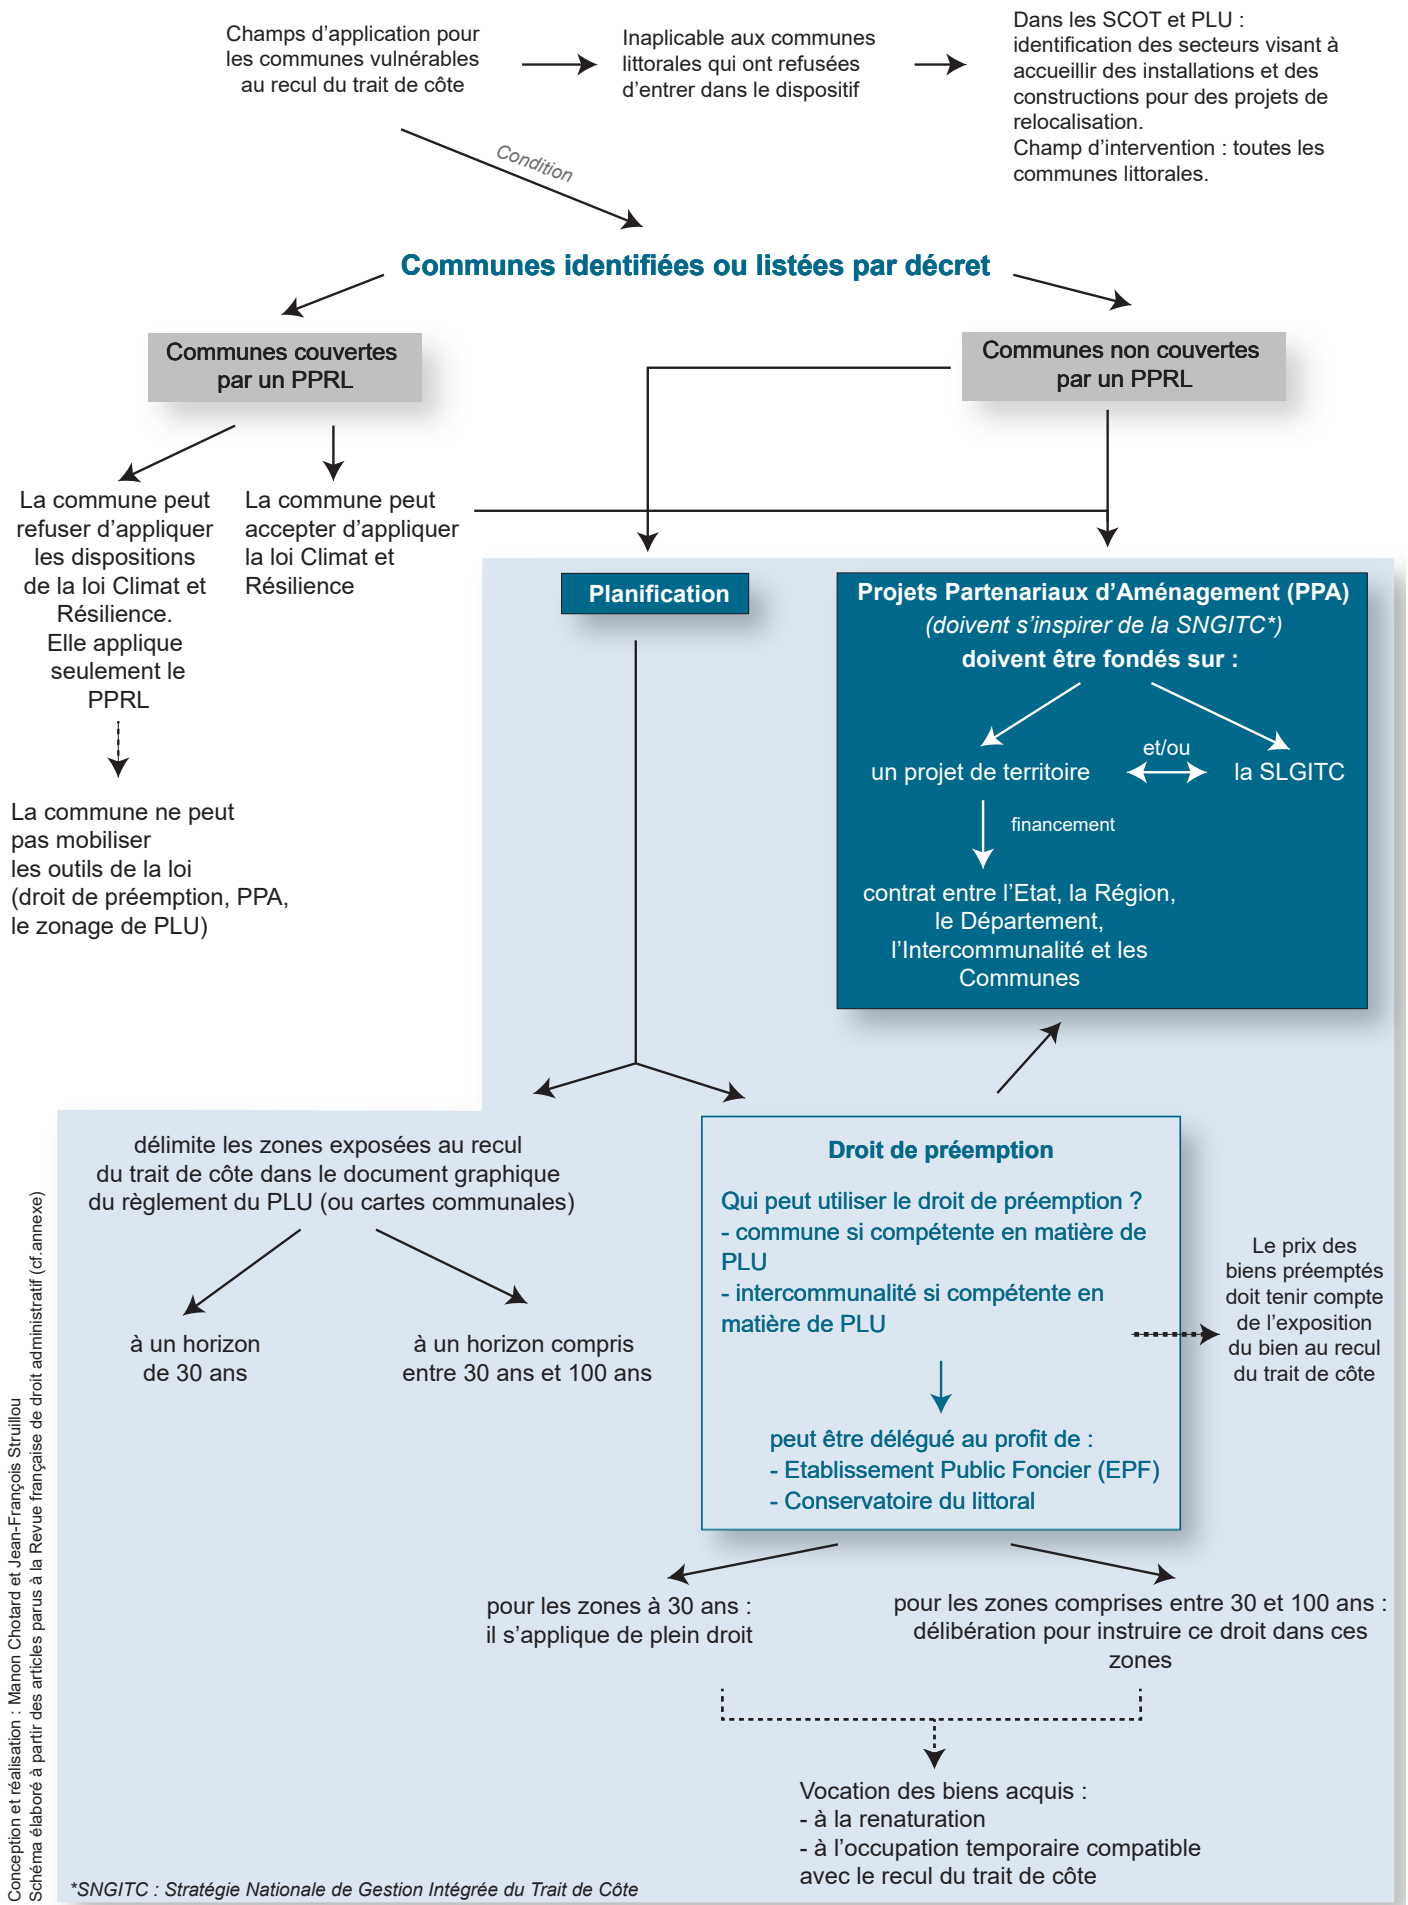 Champs d’application pour
les communes vulnérables
au recul du trait de côte
Inaplicable aux communes
littorales qui ont refusées
d’entrer dans le dispositif
Dans les SCOT et PLU :
identification des secteurs visant à
accueillir des installations et des
constructions pour des projets de
relocalisation.
Champ d’intervention : toutes les
communes littorales.
Condition
Communes identifiées ou listées par décret
Communes couvertes
par un PPRL
Communes non couvertes
par un PPRL
La commune peut
refuser d’appliquer
les dispositions
de la loi Climat et
Résilience.
Elle applique
seulement le
PPRL
La commune peut
accepter d’appliquer
la loi Climat et
Résilience
La commune ne peut
pas mobiliser
les outils de la loi
(droit de préemption, PPA,
le zonage de PLU)
Planification
Projets Partenariaux d’Aménagement (PPA)
(doivent s’inspirer de la SNGITC*)
doivent être fondés sur :
un projet de territoire
et/ou
la SLGITC
financement
contrat entre l’Etat, la Région,
le Département,
l’Intercommunalité et les
Communes
délimite les zones exposées au recul
du trait de côte dans le document graphique
du règlement du PLU (ou cartes communales)
à un horizon
de 30 ans
à un horizon compris
entre 30 ans et 100 ans
Droit de préemption
Qui peut utiliser le droit de préemption ?
- commune si compétente en matière de
PLU
- intercommunalité si compétente en
matière de PLU
peut être délégué au profit de :
- Etablissement Public Foncier (EPF)
- Conservatoire du littoral
Le prix des
biens préemptés
doit tenir compte
de l’exposition
du bien au recul
du trait de côte
pour les zones à 30 ans :
il s’applique de plein droit
pour les zones comprises entre 30 et 100 ans :
délibération pour instruire ce droit dans ces
zones
Vocation des biens acquis :
- à la renaturation
- à l’occupation temporaire compatible
avec le recul du trait de côte
*SNGITC : Stratégie Nationale de Gestion Intégrée du Trait de Côte
Conception et réalisation : Manon Chotard et Jean-François Struillou
Schéma élaboré à partir des articles parus à la Revue française de droit administratif (cf.annexe)